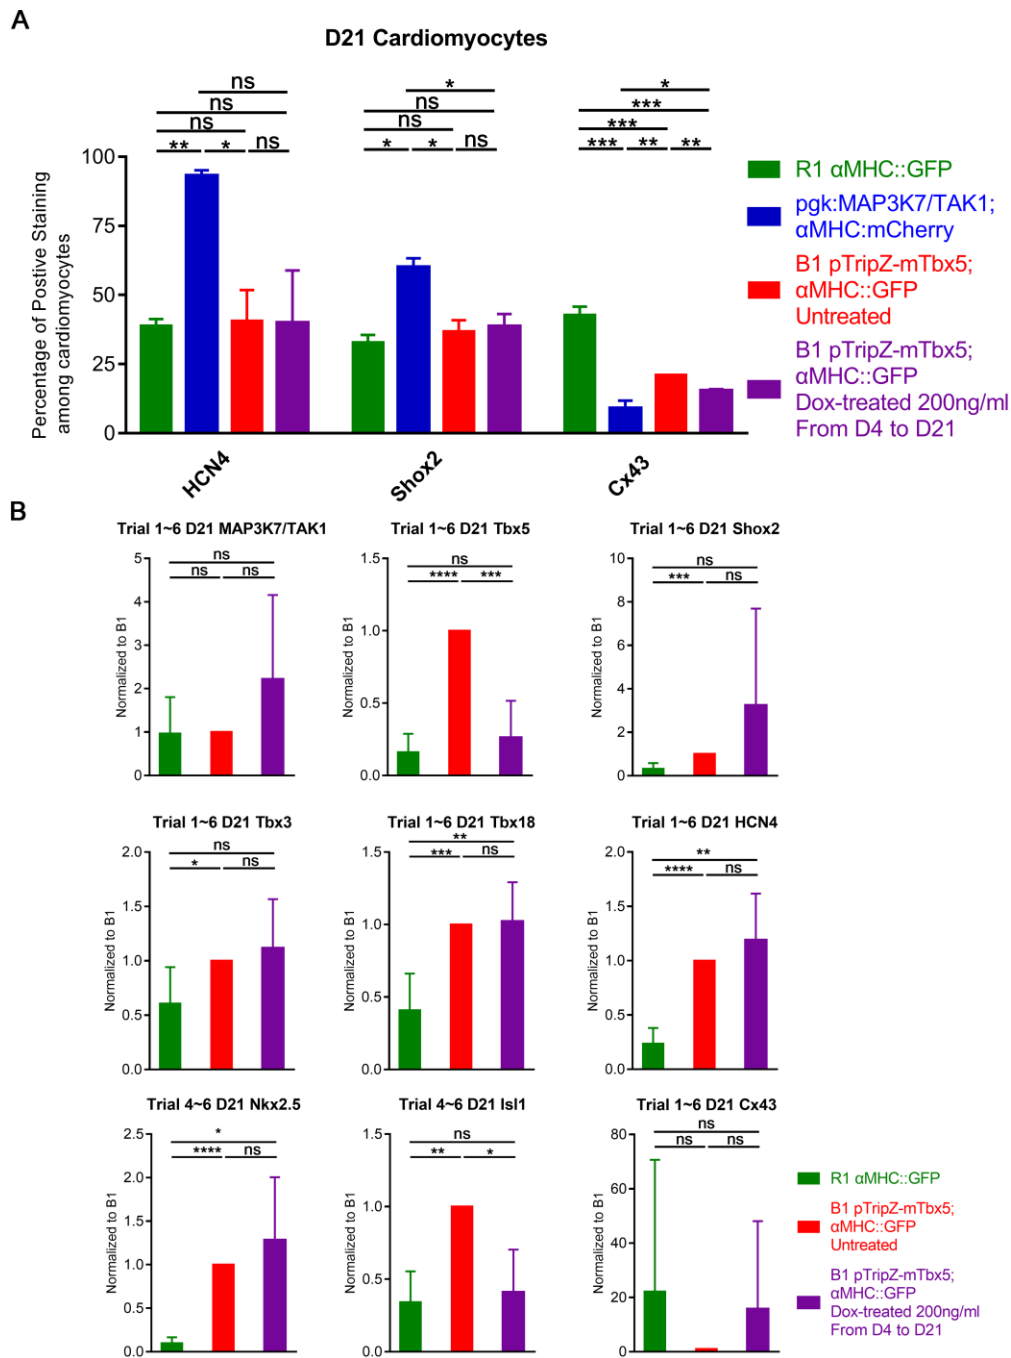 A
D21 Cardiomyocytes
ns
*
*
ns
ns
***
ns
ns
***
**
*
ns
*
*
ns
***
**
**
100
75
50
25
0
Percentage of Postive Staining
among cardiomyocytes
HCN4
Shox2
Cx43
R1 αMHC::GFP
pgk:MAP3K7/TAK1;
αMHC:mCherry
B1 pTripZ-mTbx5;
αMHC::GFP
Untreated
B1 pTripZ-mTbx5;
αMHC::GFP
Dox-treated 200ng/ml
From D4 to D21
B
Trial 1~6 D21 MAP3K7/TAK1
ns
ns
ns
5
4
3
2
1
0
Normalized to B1
Trial 1~6 D21 Tbx5
ns
****
***
1.5
1.0
0.5
0.0
Normalized to B1
Trial 1~6 D21 Shox2
ns
***
ns
10
8
6
4
2
0
Normalized to B1
Trial 1~6 D21 Tbx3
ns
*
ns
2.0
1.5
1.0
0.5
0.0
Normalized to B1
Trial 1~6 D21 Tbx18
**
***
ns
1.5
1.0
0.5
0.0
Normalized to B1
Trial 1~6 D21 HCN4
**
****
ns
2.0
1.5
1.0
0.5
0.0
Normalized to B1
Trial 4~6 D21 Nkx2.5
*
****
ns
2.5
2.0
1.5
1.0
0.5
0.0
Normalized to B1
Trial 4~6 D21 Isl1
ns
**
*
1.5
1.0
0.5
0.0
Normalized to B1
Trial 1~6 D21 Cx43
ns
ns
ns
80
60
40
20
0
Normalized to B1
R1 αMHC::GFP
B1 pTripZ-mTbx5;
αMHC::GFP
Untreated
B1 pTripZ-mTbx5;
αMHC::GFP
Dox-treated 200ng/ml
From D4 to D21